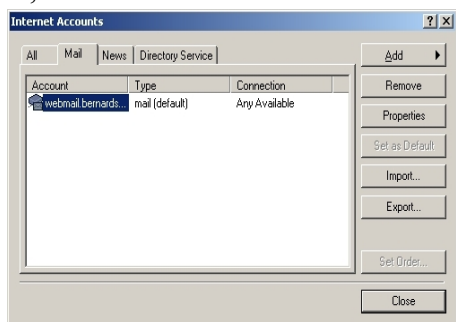 Internet Accounts
All Mail News Directory Service
Account Type Connection
webmail.bernards... mail (default) Any Available
Add
Remove
Properties
Set as Default
Import...
Export...
Set Order...
Close